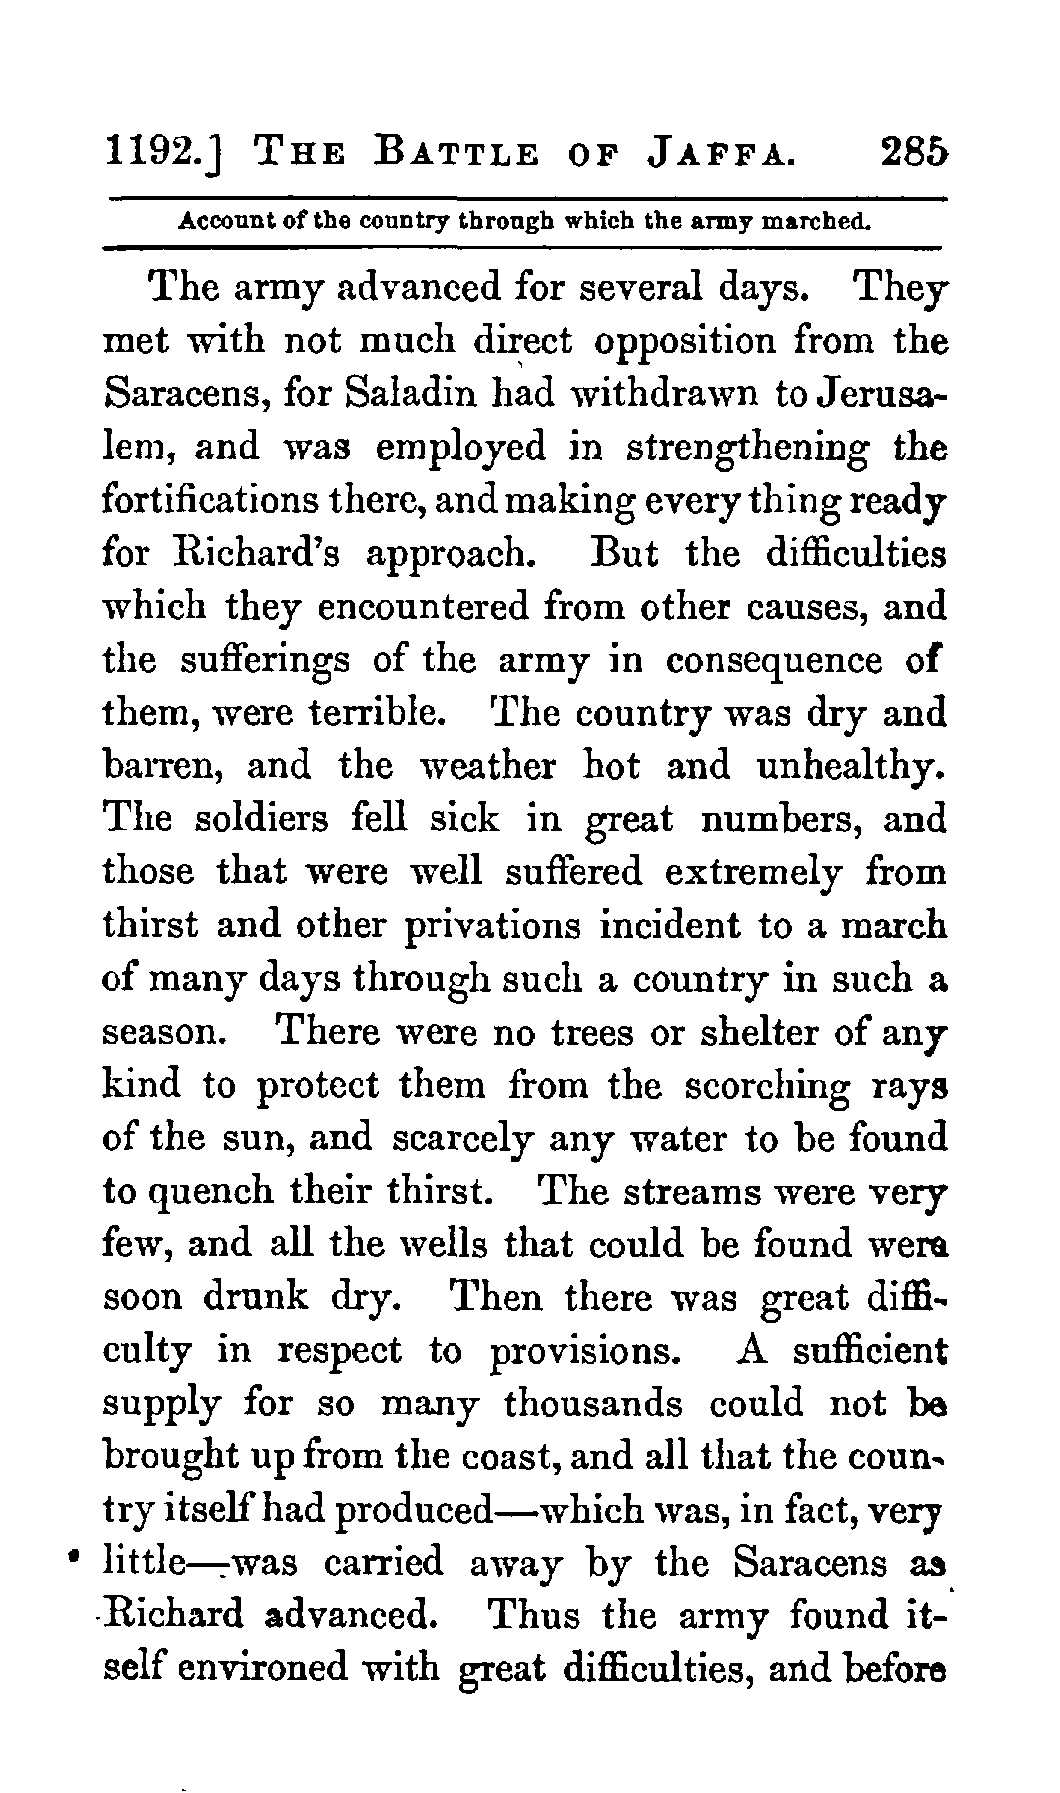 1192.] THE BATTLE OF JAFFA. 285
Account of the country through which the army marched.
The army advanced for several days. They
met with not much direct opposition from the
Saracens, for Saladin had withdrawn to Jerusa-
lem, and was employed in strengthening the
fortifications there, and making every thing ready
for Richard's approach. But the difficulties
which they encountered from other causes, and
the sufferings of the army in consequence of
them, were terrible. The country was dry and
barren, and the weather hot and unhealthy.
The soldiers fell sick in great numbers, and
those that were well suffered extremely from
thirst and other privations incident to a march
of many days through such a country in such a
season. There were no trees or shelter of any
kind to protect them from the scorching rays
of the sun, and scarcely any water to be found
to quench their thirst. The streams were very
few, and all the wells that could be found were
soon drunk dry. Then there was great diffi-
culty in respect to provisions. A sufficient
supply for so many thousands could not be
brought up from the coast, and all that the coun-
try itself had produced—which was, in fact, very
little—was carried away by the Saracens as
Richard advanced. Thus the army found it-
self environed with great difficulties, and before